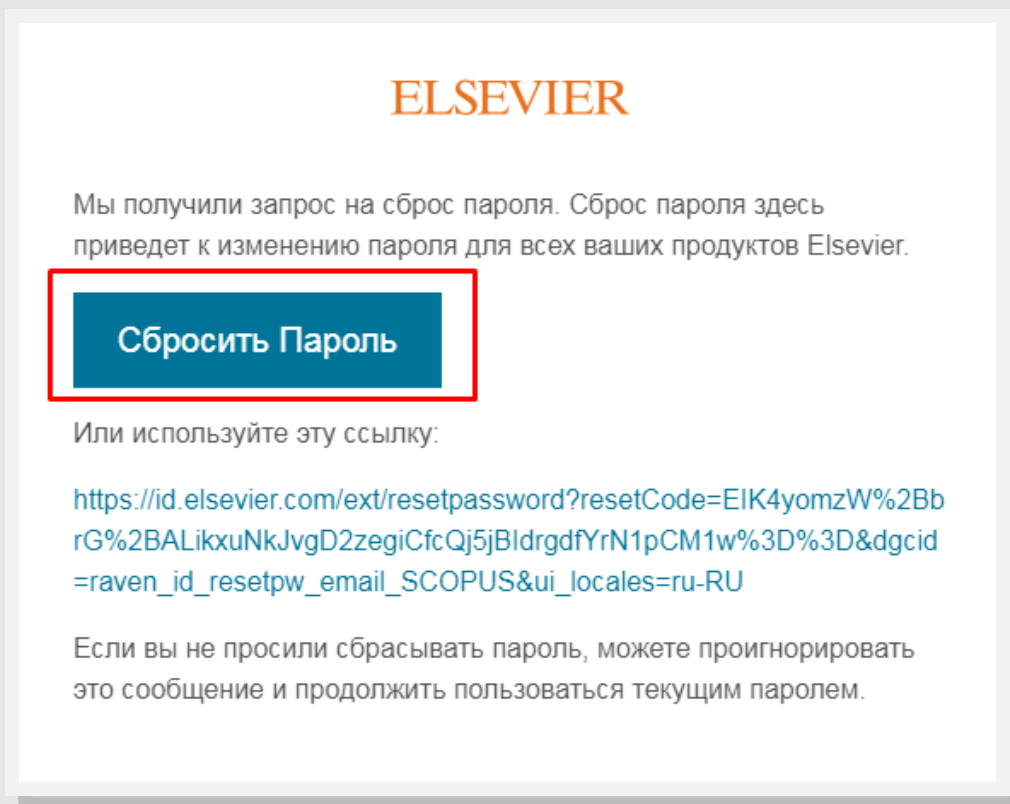 ELSEVIER
Мы получили запрос на сброс пароля. Сброс пароля здесь
приведет к изменению пароля для всех ваших продуктов Elsevier.
Сбросить Пароль
Или используйте эту ссылку:
https://id.elsevier.com/ext/resetpassword?resetCode=EIK4yomzW%2Bb
rG%2BALikxuNkJvgD2zegiCfcQj5jBIdrgdfYrN1pCM1w%3D%3D&dgcid
=raven_id_resetpw_email_SCOPUS&ui_locales=ru-RU
Если вы не просили сбрасывать пароль, можете проигнорировать
это сообщение и продолжить пользоваться текущим паролем.